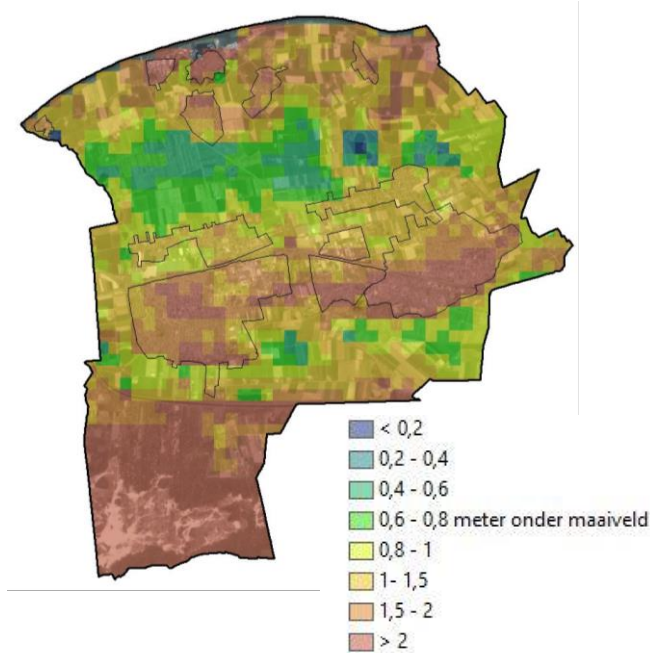 < 0,2
0,2 - 0,4
0,4 - 0,6
0,6 - 0,8 meter onder maaiveld
0,8 - 1
1- 1,5
1,5 - 2
> 2